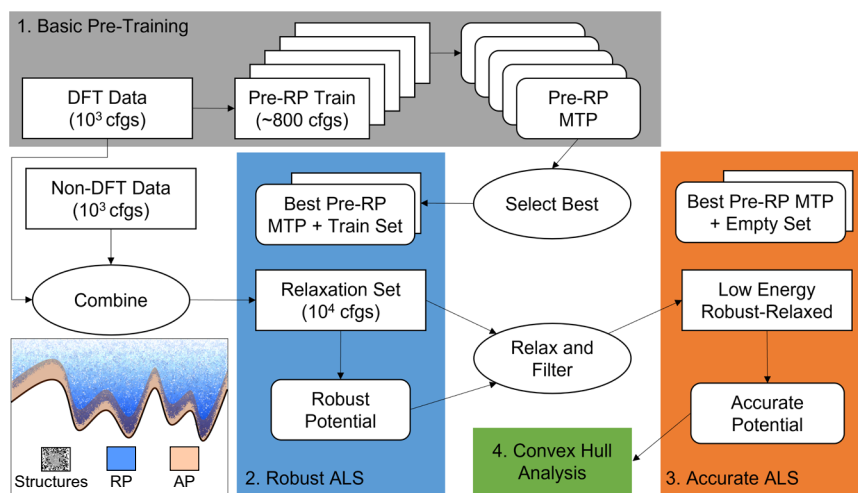 1. Basic Pre-Training
DFT Data
(10³ cfgs)
Pre-RP Train
(~800 cfgs)
Pre-RP
MTP
Non-DFT Data
(10³ cfgs)
Best Pre-RP
MTP + Train Set
Select Best
Best Pre-RP MTP
+ Empty Set
Combine
Relaxation Set
(10⁴ cfgs)
Relax and
Filter
Low Energy
Robust-Relaxed
Robust
Potential
Accurate
Potential
Structures
RP
AP
2. Robust ALS
4. Convex Hull
Analysis
3. Accurate ALS